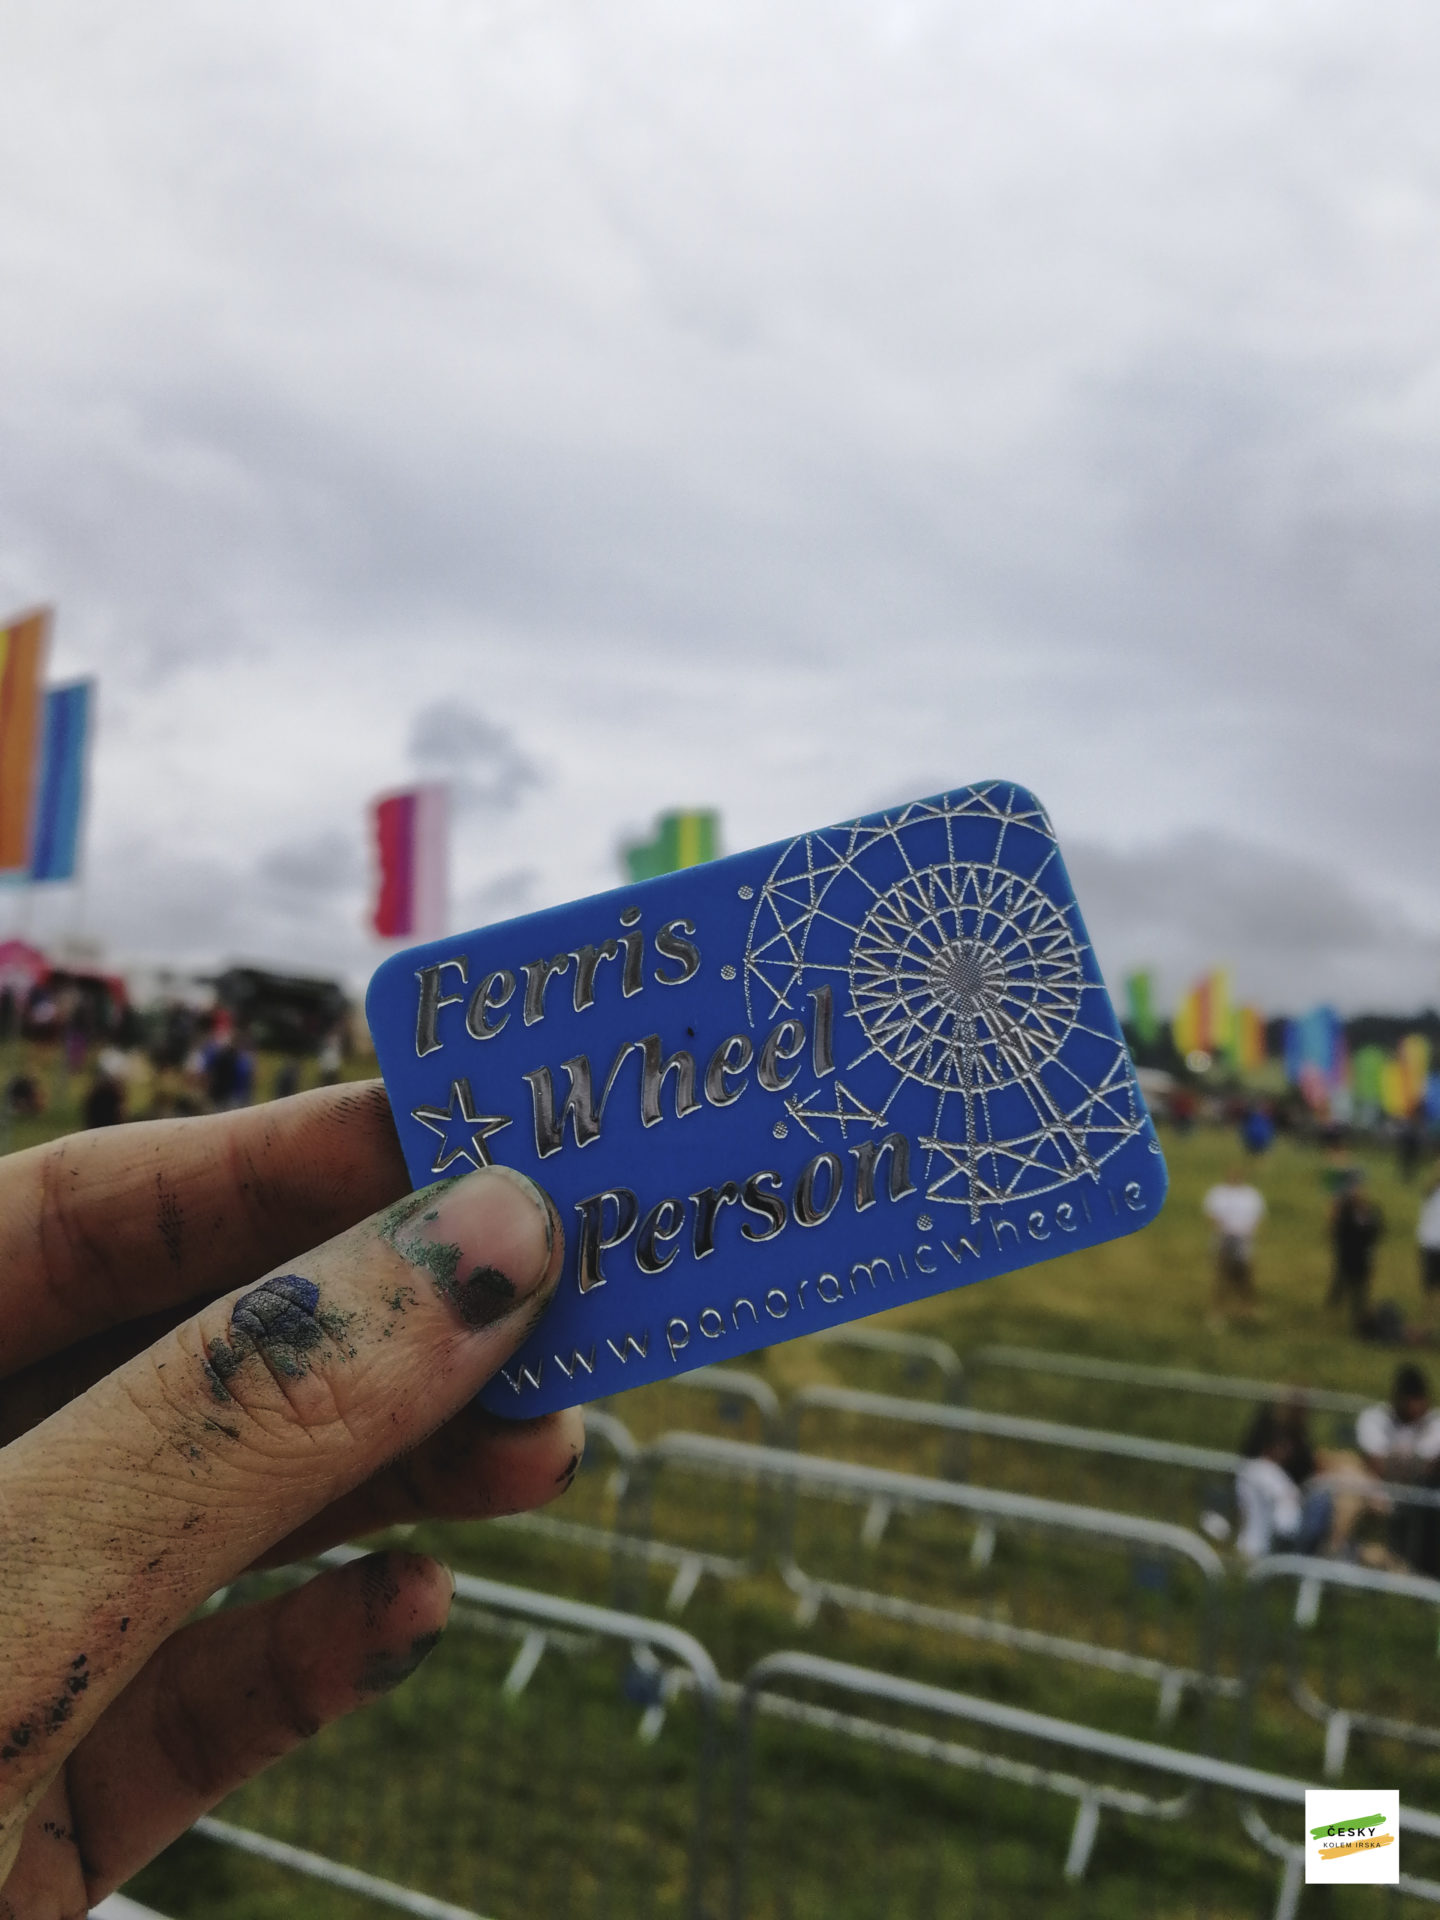 Ferris
Wheel
Person
www.panoramicwheel.ie
ČESKY
KOLEM IRSKA